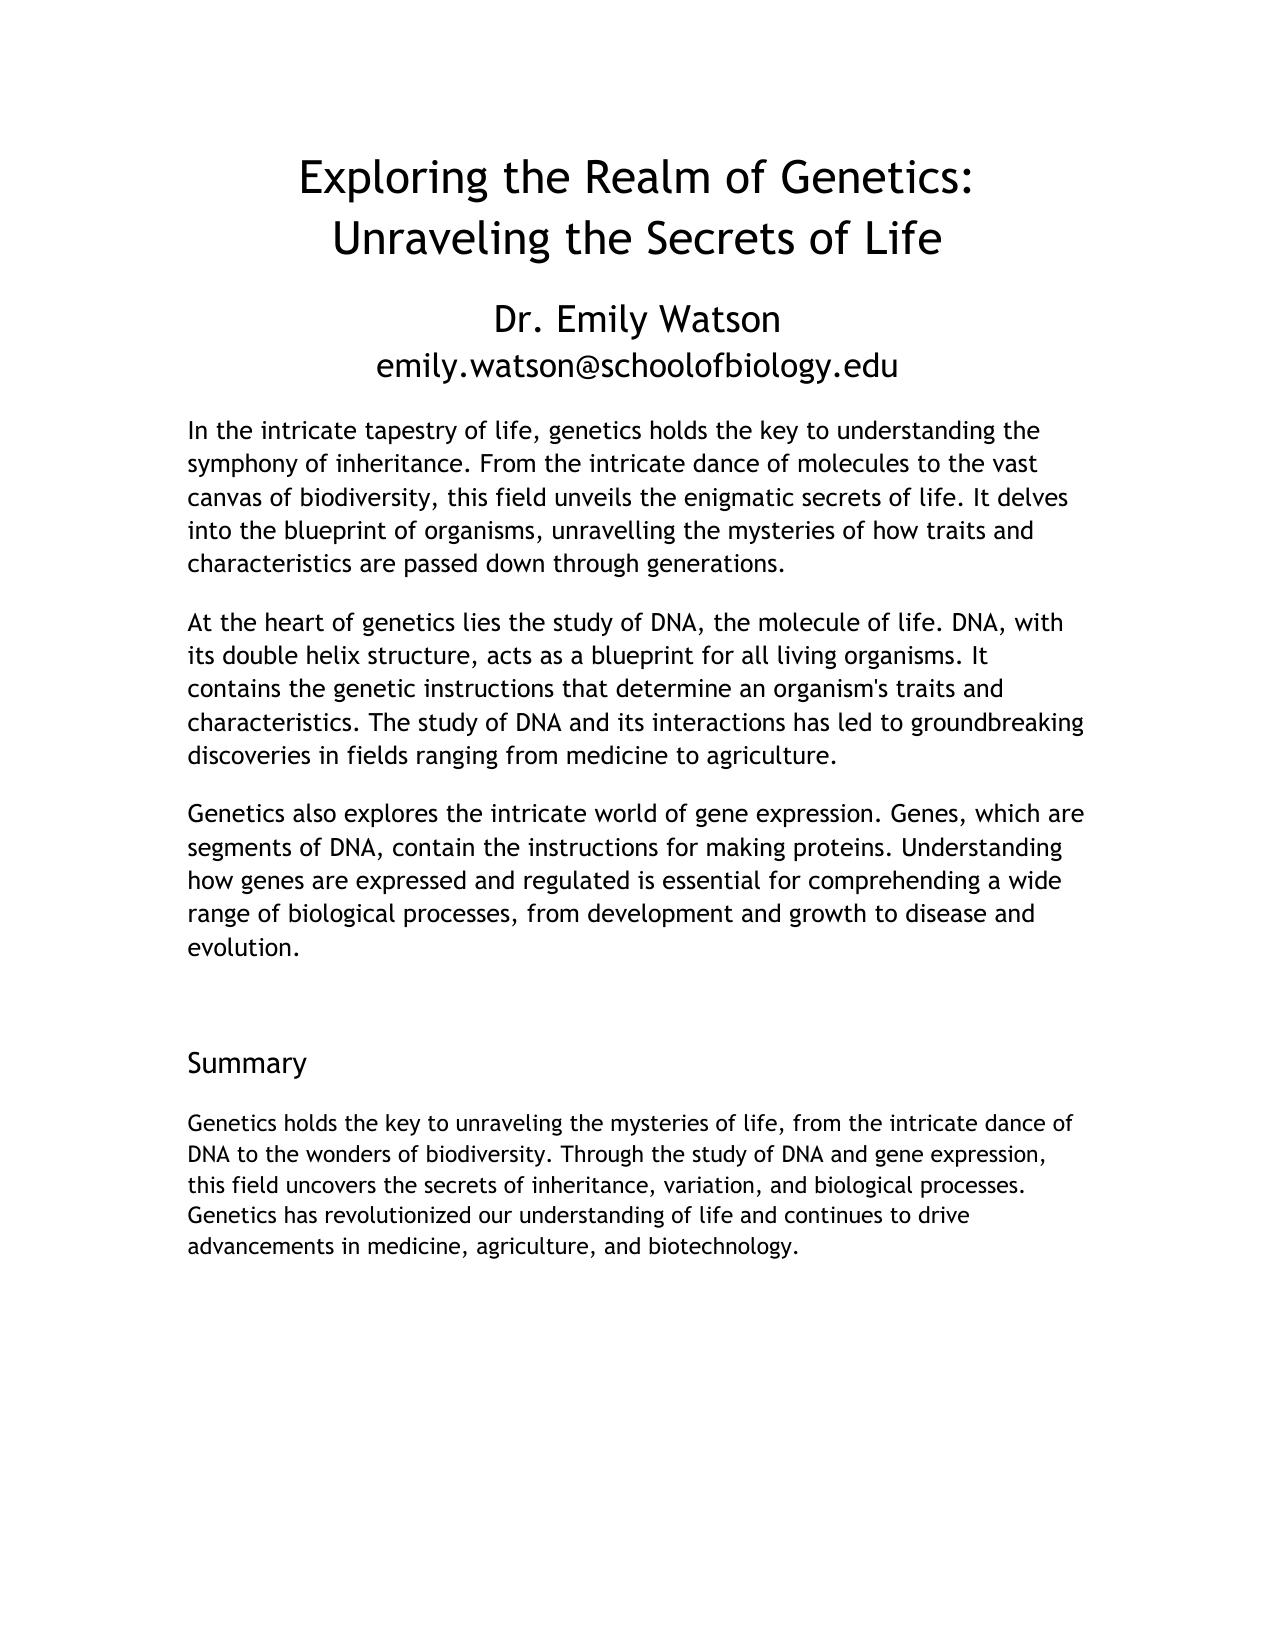 Exploring the Realm of Genetics:
Unraveling the Secrets of Life
Dr. Emily Watson
emily.watson@schoolofbiology.edu
In the intricate tapestry of life, genetics holds the key to understanding the
symphony of inheritance. From the intricate dance of molecules to the vast
canvas of biodiversity, this field unveils the enigmatic secrets of life. It delves
into the blueprint of organisms, unravelling the mysteries of how traits and
characteristics are passed down through generations.
At the heart of genetics lies the study of DNA, the molecule of life. DNA, with
its double helix structure, acts as a blueprint for all living organisms. It
contains the genetic instructions that determine an organism's traits and
characteristics. The study of DNA and its interactions has led to groundbreaking
discoveries in fields ranging from medicine to agriculture.
Genetics also explores the intricate world of gene expression. Genes, which are
segments of DNA, contain the instructions for making proteins. Understanding
how genes are expressed and regulated is essential for comprehending a wide
range of biological processes, from development and growth to disease and
evolution.
Summary
Genetics holds the key to unraveling the mysteries of life, from the intricate dance of
DNA to the wonders of biodiversity. Through the study of DNA and gene expression,
this field uncovers the secrets of inheritance, variation, and biological processes.
Genetics has revolutionized our understanding of life and continues to drive
advancements in medicine, agriculture, and biotechnology.